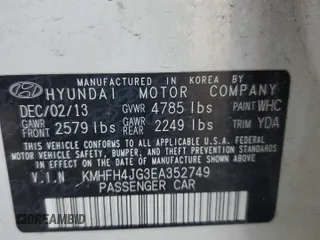 MANUFACTURED IN KOREA BY
HYUNDAI MOTOR COMPANY
DEC/02/13 GVWR 4785 lbs PAINT WHC
GAWR FRONT 2579 lbs GAWR REAR 2249 lbs TRIM YDA
THIS VEHICLE CONFORMS TO ALL APPLICABLE U.S.
FEDERAL MOTOR VEHICLE SAFETY, BUMPER, AND THEFT
PREVENTION STANDARDS IN EFFECT ON THE DATE OF
MANUFACTURE SHOWN ABOVE.
V.I.N KMHFH4JG3EA352749
PASSENGER CAR
DREAMBID